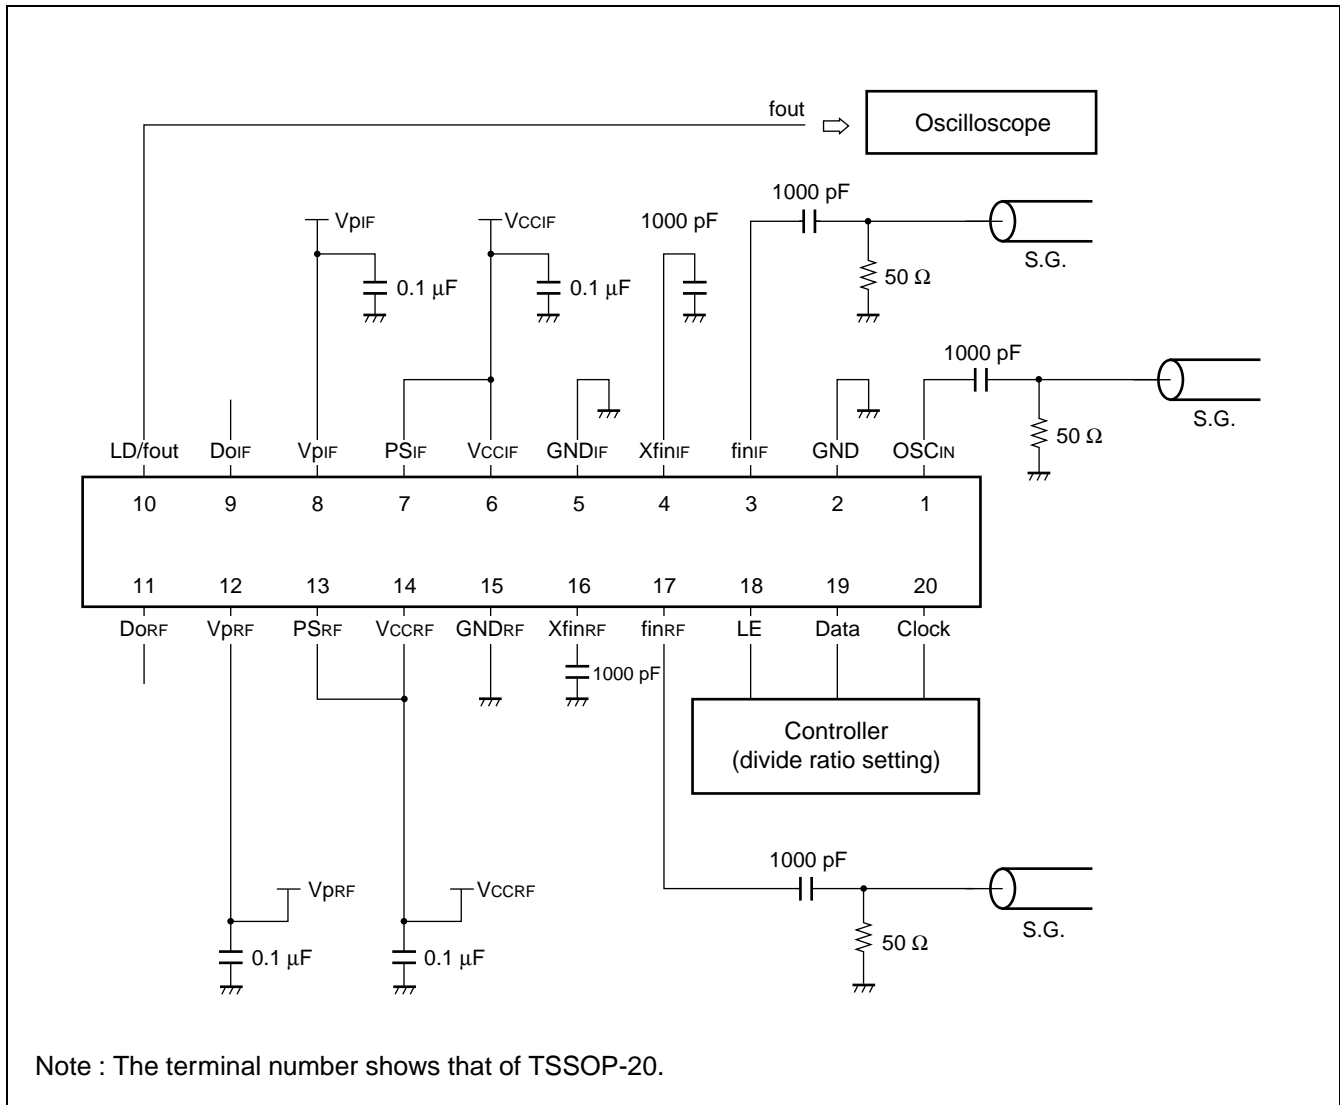 fout
Oscilloscope
1000 pF
VpIF
VCCIF
1000 pF
S.G.
50 Ω
0.1 μF
0.1 μF
1000 pF
S.G.
50 Ω
LD/fout DoIF VpIF PSIF VCCIF GNDIF XfinIF finIF GND OSCIN
10 9 8 7 6 5 4 3 2 1
11 12 13 14 15 16 17 18 19 20
DoRF VpRF PSRF VCCRF GNDRF XfinRF finRF LE Data Clock
1000 pF
Controller
(divide ratio setting)
1000 pF
VpRF
VCCRF
S.G.
50 Ω
0.1 μF
0.1 μF
Note : The terminal number shows that of TSSOP-20.